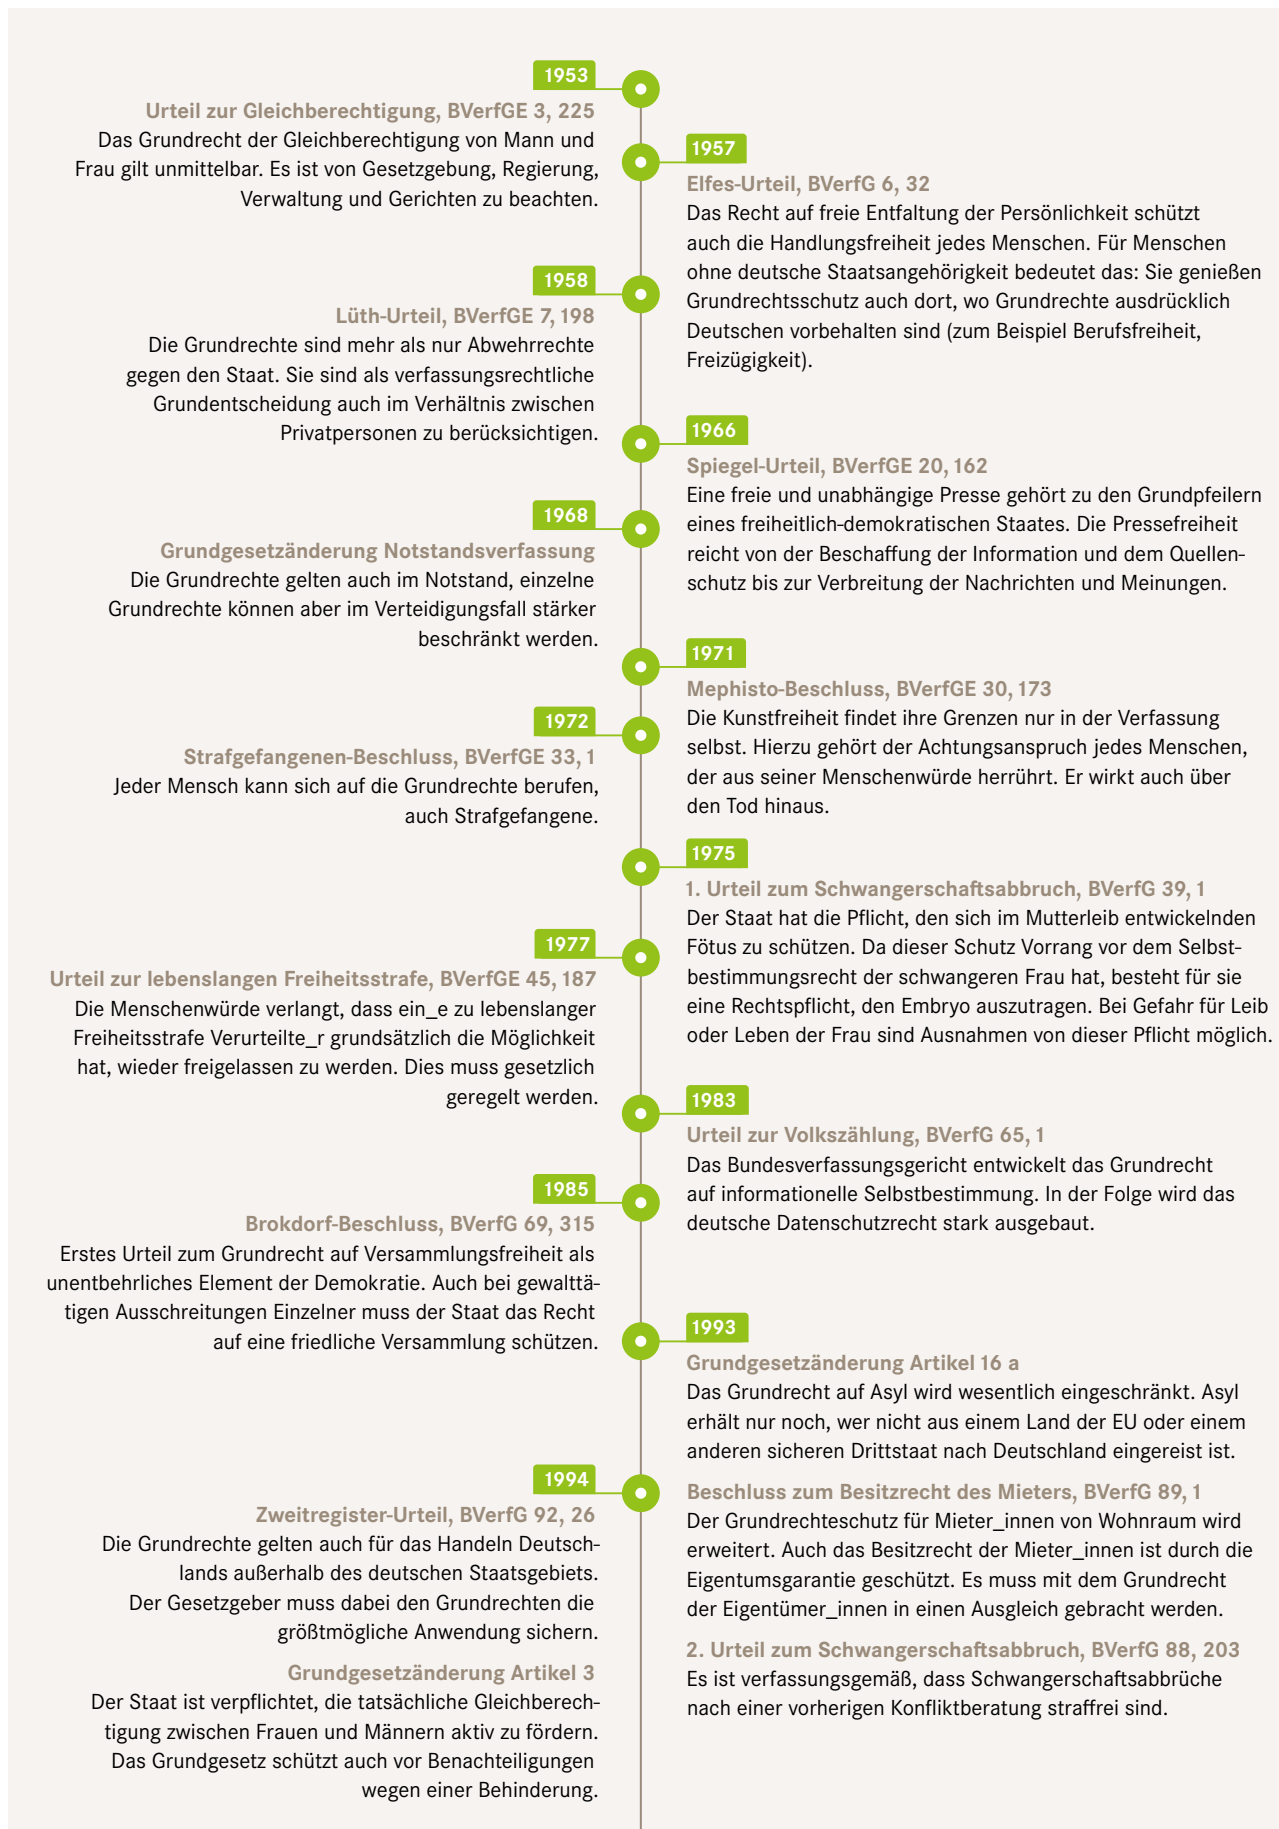 1953
Urteil zur Gleichberechtigung, BVerfGE 3, 225
Das Grundrecht der Gleichberechtigung von Mann und
Frau gilt unmittelbar. Es ist von Gesetzgebung, Regierung,
Verwaltung und Gerichten zu beachten.
1957
Elfes-Urteil, BVerfG 6, 32
Das Recht auf freie Entfaltung der Persönlichkeit schützt
auch die Handlungsfreiheit jedes Menschen. Für Menschen
ohne deutsche Staatsangehörigkeit bedeutet das: Sie genießen
Grundrechtsschutz auch dort, wo Grundrechte ausdrücklich
Deutschen vorbehalten sind (zum Beispiel Berufsfreiheit,
Freizügigkeit).
1958
Lüth-Urteil, BVerfGE 7, 198
Die Grundrechte sind mehr als nur Abwehrrechte
gegen den Staat. Sie sind als verfassungsrechtliche
Grundentscheidung auch im Verhältnis zwischen
Privatpersonen zu berücksichtigen.
1966
Spiegel-Urteil, BVerfGE 20, 162
Eine freie und unabhängige Presse gehört zu den Grundpfeilern
eines freiheitlich-demokratischen Staates. Die Pressefreiheit
reicht von der Beschaffung der Information und dem Quellen-
schutz bis zur Verbreitung der Nachrichten und Meinungen.
1968
Grundgesetzänderung Notstandsverfassung
Die Grundrechte gelten auch im Notstand, einzelne
Grundrechte können aber im Verteidigungsfall stärker
beschränkt werden.
1971
Mephisto-Beschluss, BVerfGE 30, 173
Die Kunstfreiheit findet ihre Grenzen nur in der Verfassung
selbst. Hierzu gehört der Achtungsanspruch jedes Menschen,
der aus seiner Menschenwürde herrührt. Er wirkt auch über
den Tod hinaus.
1972
Strafgefangenen-Beschluss, BVerfGE 33, 1
Jeder Mensch kann sich auf die Grundrechte berufen,
auch Strafgefangene.
1975
1. Urteil zum Schwangerschaftsabbruch, BVerfG 39, 1
Der Staat hat die Pflicht, den sich im Mutterleib entwickelnden
Fötus zu schützen. Da dieser Schutz Vorrang vor dem Selbst-
bestimmungsrecht der schwangeren Frau hat, besteht für sie
eine Rechtspflicht, den Embryo auszutragen. Bei Gefahr für Leib
oder Leben der Frau sind Ausnahmen von dieser Pflicht möglich.
1977
Urteil zur lebenslangen Freiheitsstrafe, BVerfGE 45, 187
Die Menschenwürde verlangt, dass ein_e zu lebenslanger
Freiheitsstrafe Verurteilte_r grundsätzlich die Möglichkeit
hat, wieder freigelassen zu werden. Dies muss gesetzlich
geregelt werden.
1983
Urteil zur Volkszählung, BVerfG 65, 1
Das Bundesverfassungsgericht entwickelt das Grundrecht
auf informationelle Selbstbestimmung. In der Folge wird das
deutsche Datenschutzrecht stark ausgebaut.
1985
Brokdorf-Beschluss, BVerfG 69, 315
Erstes Urteil zum Grundrecht auf Versammlungsfreiheit als
unentbehrliches Element der Demokratie. Auch bei gewalttä-
tigen Ausschreitungen Einzelner muss der Staat das Recht
auf eine friedliche Versammlung schützen.
1993
Grundgesetzänderung Artikel 16 a
Das Grundrecht auf Asyl wird wesentlich eingeschränkt. Asyl
erhält nur noch, wer nicht aus einem Land der EU oder einem
anderen sicheren Drittstaat nach Deutschland eingereist ist.
Beschluss zum Besitzrecht des Mieters, BVerfG 89, 1
Der Grundrechteschutz für Mieter_innen von Wohnraum wird
erweitert. Auch das Besitzrecht der Mieter_innen ist durch die
Eigentumsgarantie geschützt. Es muss mit dem Grundrecht
der Eigentümer_innen in einen Ausgleich gebracht werden.
2. Urteil zum Schwangerschaftsabbruch, BVerfG 88, 203
Es ist verfassungsgemäß, dass Schwangerschaftsabbrüche
nach einer vorherigen Konfliktberatung straffrei sind.
1994
Zweitregister-Urteil, BVerfG 92, 26
Die Grundrechte gelten auch für das Handeln Deutsch-
lands außerhalb des deutschen Staatsgebiets.
Der Gesetzgeber muss dabei den Grundrechten die
größtmögliche Anwendung sichern.
Grundgesetzänderung Artikel 3
Der Staat ist verpflichtet, die tatsächliche Gleichberech-
tigung zwischen Frauen und Männern aktiv zu fördern.
Das Grundgesetz schützt auch vor Benachteiligungen
wegen einer Behinderung.